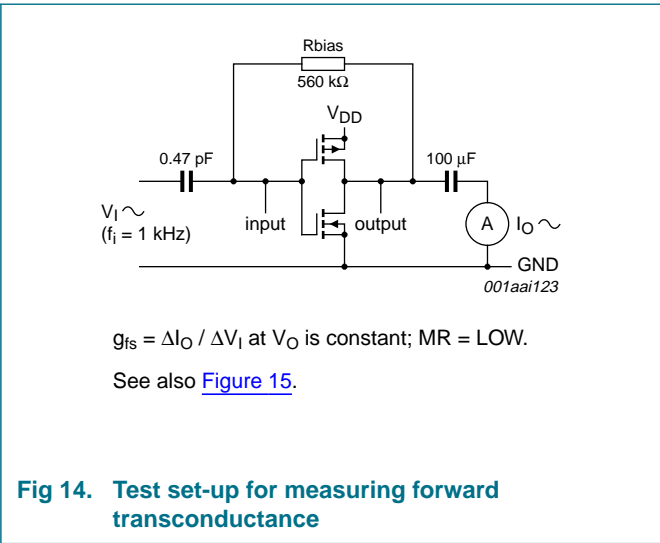 Rbias
560 kΩ
VDD
0.47 pF
100 µF
VI
(fi = 1 kHz)
input
output
A
IO
GND
001aai123
gfs = ΔIO / ΔVI at VO is constant; MR = LOW.
See also Figure 15.
Fig 14. Test set-up for measuring forward
transconductance